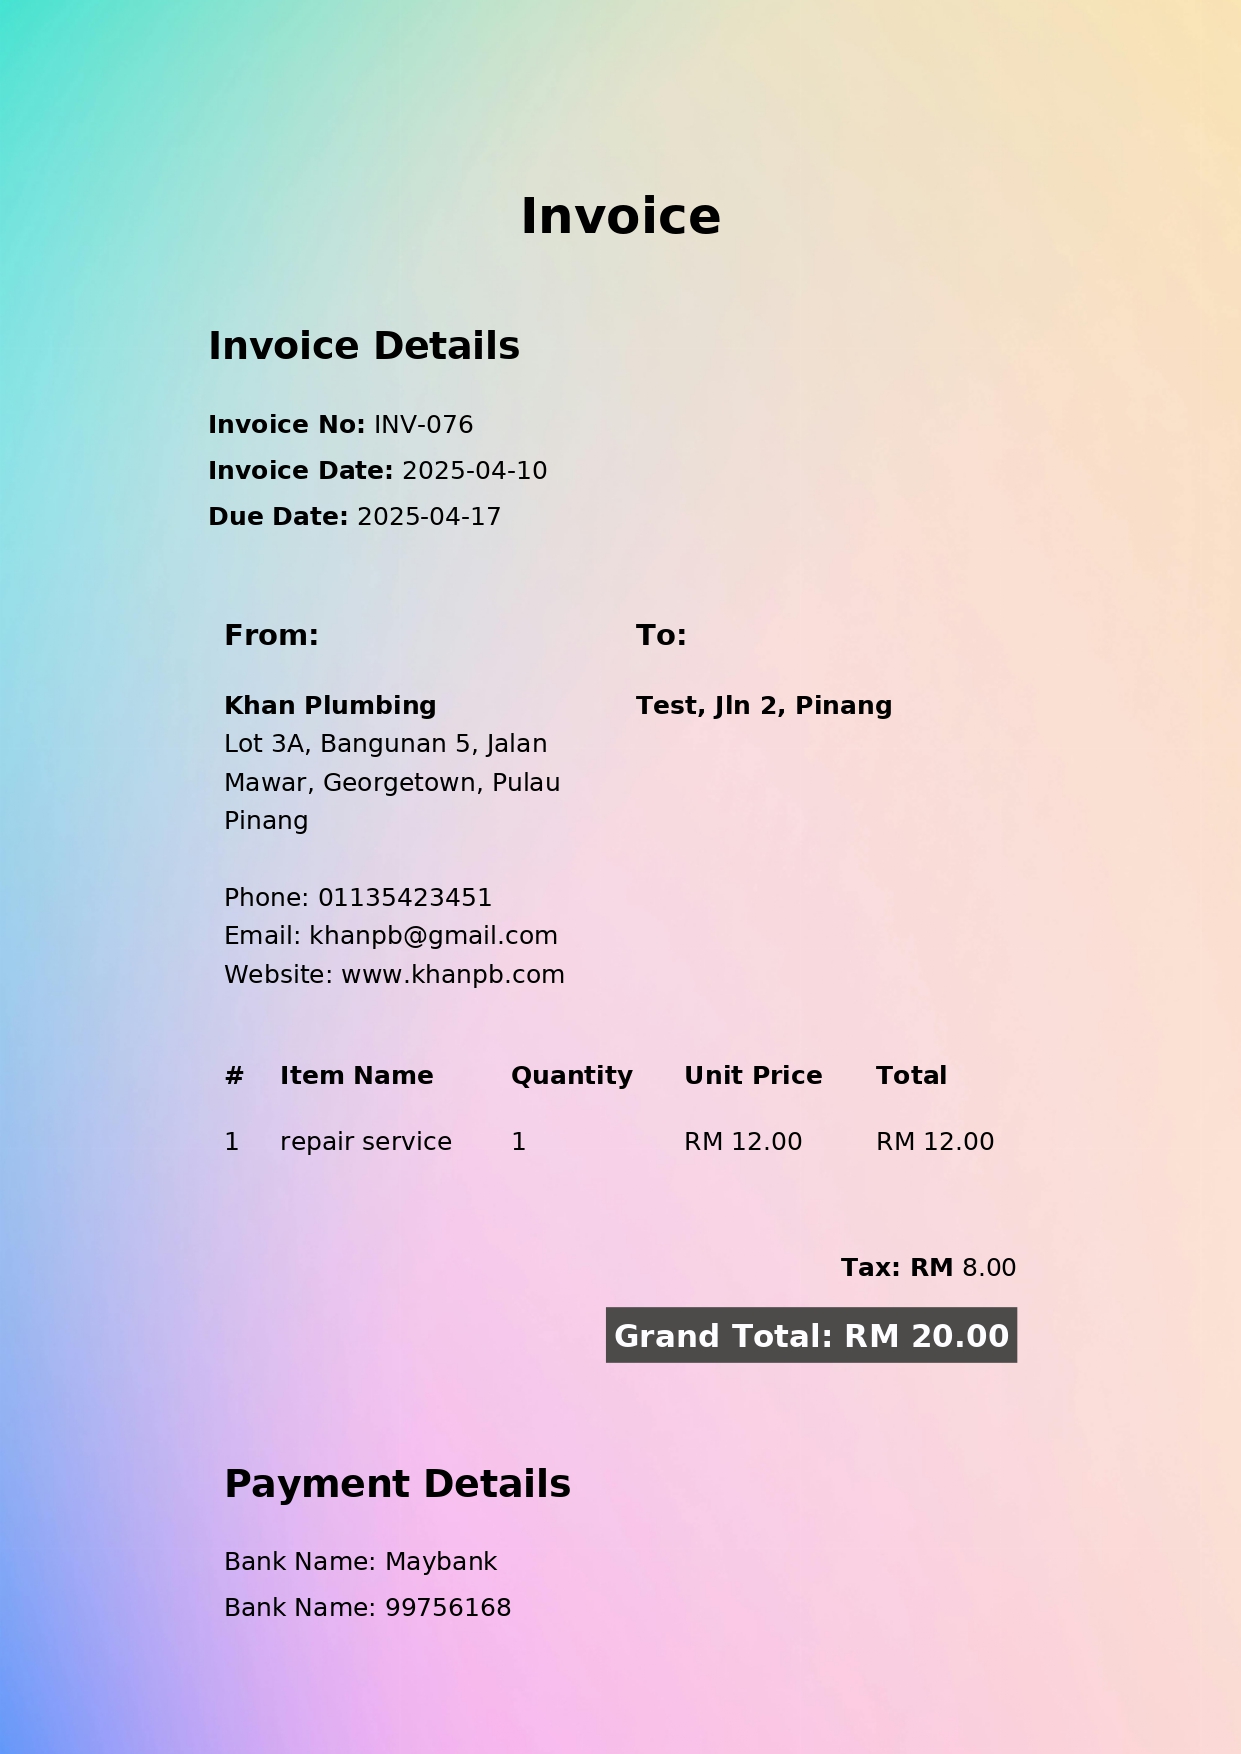 Invoice
Invoice Details
Invoice No: INV-076
Invoice Date: 2025-04-10
Due Date: 2025-04-17
From:
Khan Plumbing
Lot 3A, Bangunan 5, Jalan
Mawar, Georgetown, Pulau
Pinang
Phone: 01135423451
Email: khanpb@gmail.com
Website: www.khanpb.com
To:
Test, Jln 2, Pinang
# Item Name Quantity Unit Price Total
1 repair service 1 RM 12.00 RM 12.00
Tax: RM 8.00
Grand Total: RM 20.00
Payment Details
Bank Name: Maybank
Bank Name: 99756168